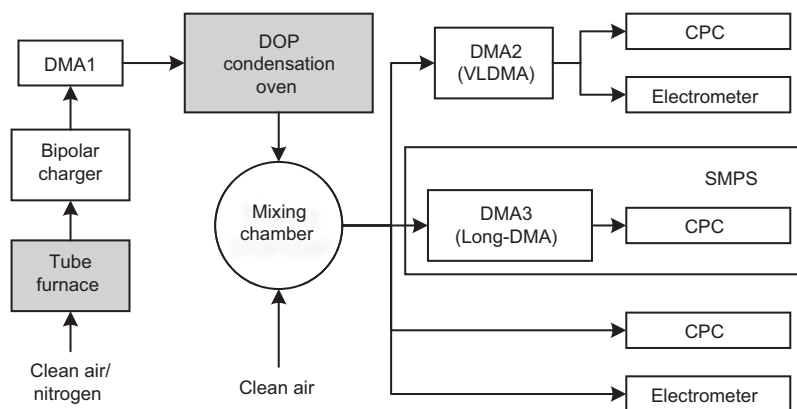 DMA1
Bipolar
charger
Tube
furnace
Clean air/
nitrogen
DOP
condensation
oven
Mixing
chamber
Clean air
DMA2
(VLDMA)
CPC
Electrometer
SMPS
DMA3
(Long-DMA)
CPC
CPC
Electrometer